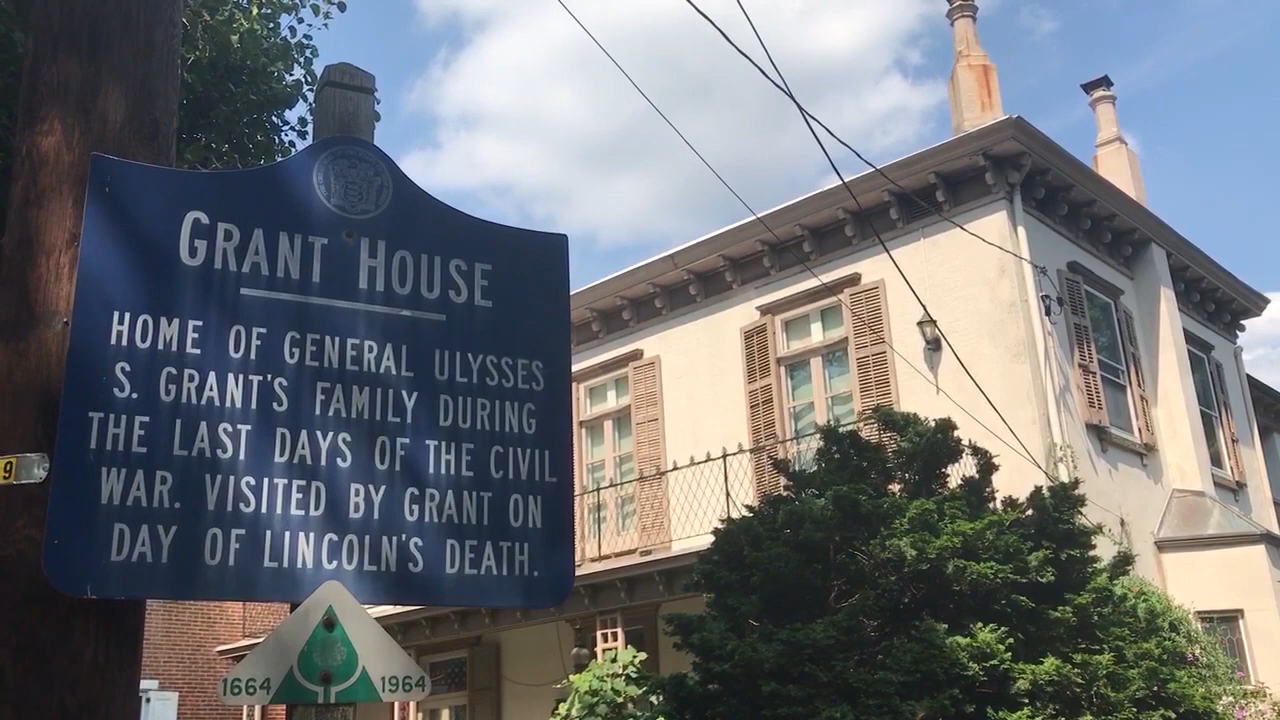 GRANT HOUSE
HOME OF GENERAL ULYSSES
S. GRANT'S FAMILY DURING
THE LAST DAYS OF THE CIVIL
WAR. VISITED BY GRANT ON
DAY OF LINCOLN'S DEATH.
9
1664 1964